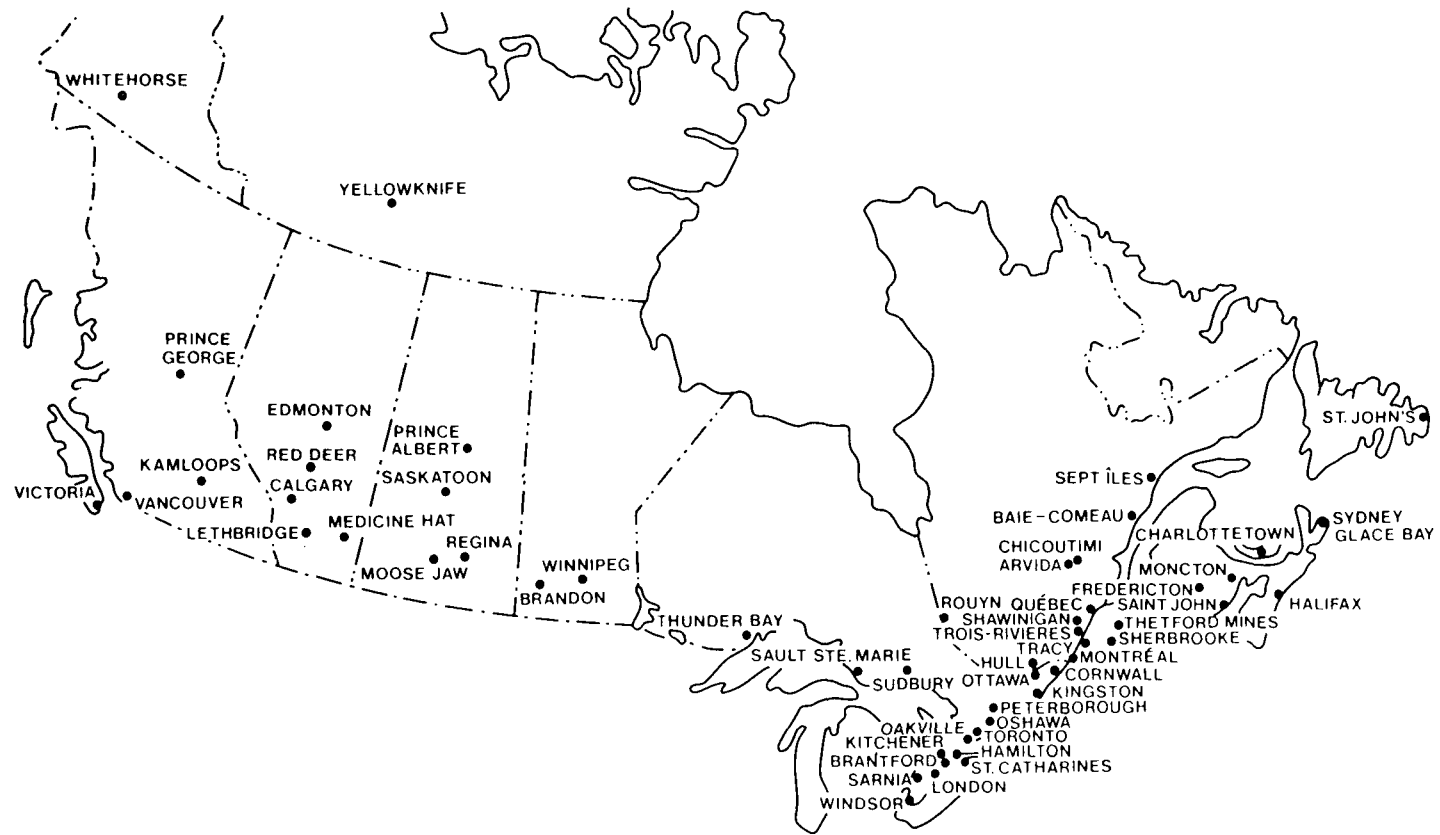 WHITEHORSE
YELLOWKNIFE
PRINCE
GEORGE
EDMONTON
PRINCE
ALBERT
RED DEER
KAMLOOPS
CALGARY
SASKATOON
VICTORIA
VANCOUVER
LETHBRIDGE
MEDICINE HAT
REGINA
MOOSE JAW
WINNIPEG
BRANDON
THUNDER BAY
SAULT STE. MARIE
SUDBURY
ST. JOHN'S
SEPT ÎLES
BAIE-COMEAU
SYDNEY
GLACE BAY
CHARLOTTETOWN
CHICOUTIMI
ARVIDA
MONCTON
FREDERICTON
ROUYN
QUÉBEC
SAINT JOHN
HALIFAX
SHAWINIGAN
THETFORD MINES
TROIS-RIVIERES
SHERBROOKE
TRACY
HULL
MONTRÉAL
OTTAWA
CORNWALL
KINGSTON
PETERBOROUGH
OAKVILLE
OSHAWA
TORONTO
KITCHENER
HAMILTON
BRANTFORD
ST. CATHARINES
SARNIA
LONDON
WINDSOR